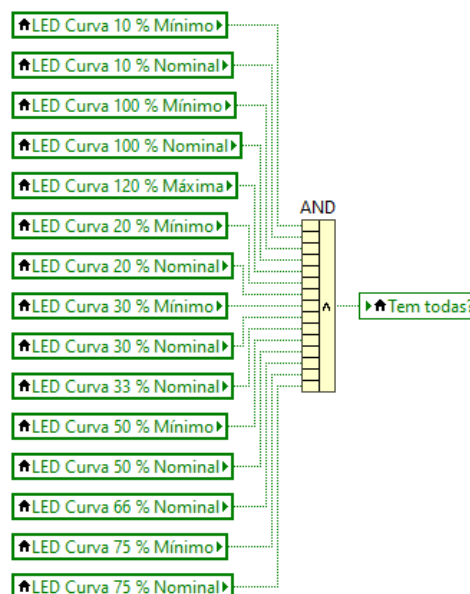 LED Curva 10 % Mínimo
LED Curva 10 % Nominal
LED Curva 100 % Mínimo
LED Curva 100 % Nominal
LED Curva 120 % Máxima
AND
LED Curva 20 % Mínimo
LED Curva 20 % Nominal
LED Curva 30 % Mínimo
Tem todas?
LED Curva 30 % Nominal
LED Curva 33 % Nominal
LED Curva 50 % Mínimo
LED Curva 50 % Nominal
LED Curva 66 % Nominal
LED Curva 75 % Mínimo
LED Curva 75 % Nominal